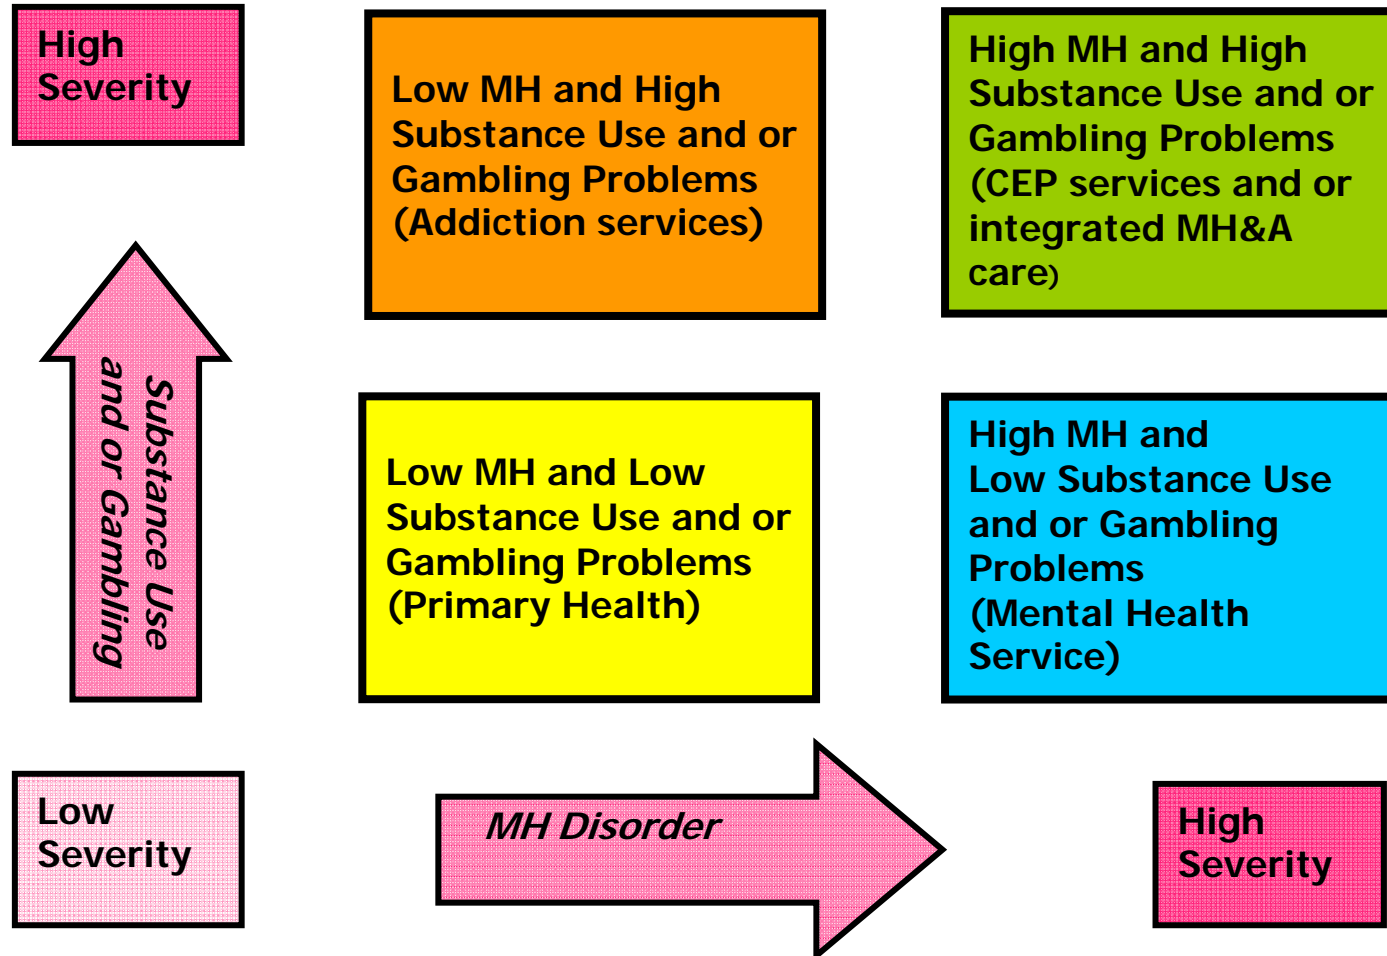 High
Severity
Low MH and High
Substance Use and or
Gambling Problems
(Addiction services)
High MH and High
Substance Use and or
Gambling Problems
(CEP services and or
integrated MH&A
care)
Substance Use
and or Gambling
Low MH and Low
Substance Use and or
Gambling Problems
(Primary Health)
High MH and
Low Substance Use
and or Gambling
Problems
(Mental Health
Service)
Low
Severity
MH Disorder
High
Severity